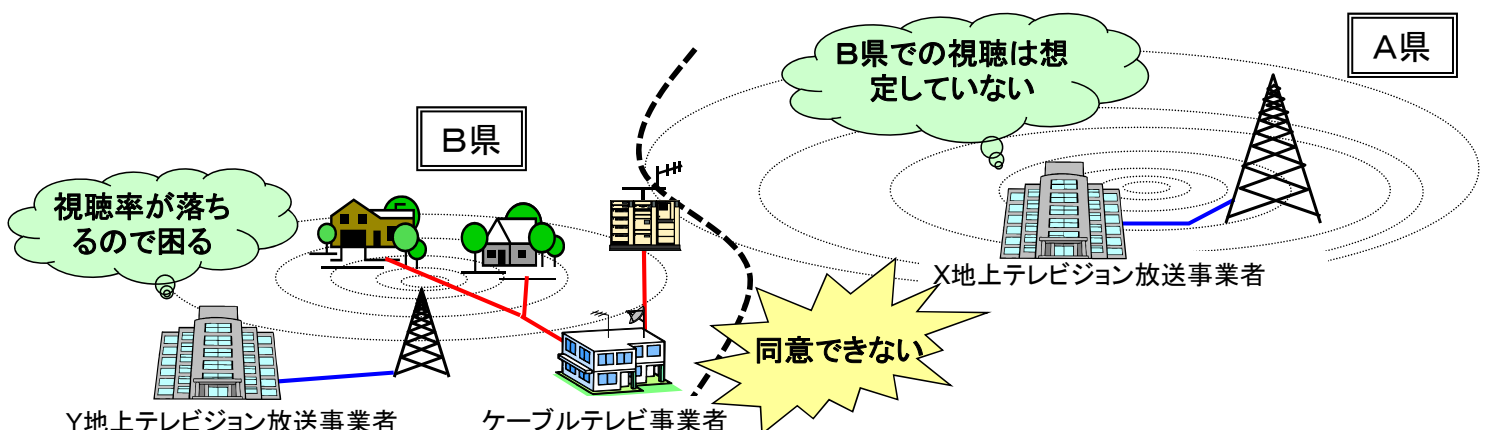 A県
B県での視聴は想
定していない
B県
視聴率が落ち
るので困る
X地上テレビジョン放送事業者
同意できない
Y地上テレビジョン放送事業者
ケーブルテレビ事業者